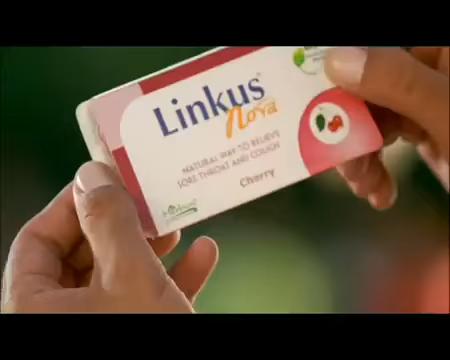 Linkus
Nova
NATURAL WAY TO RELIEVE
SORE THROAT AND COUGH
Cherry